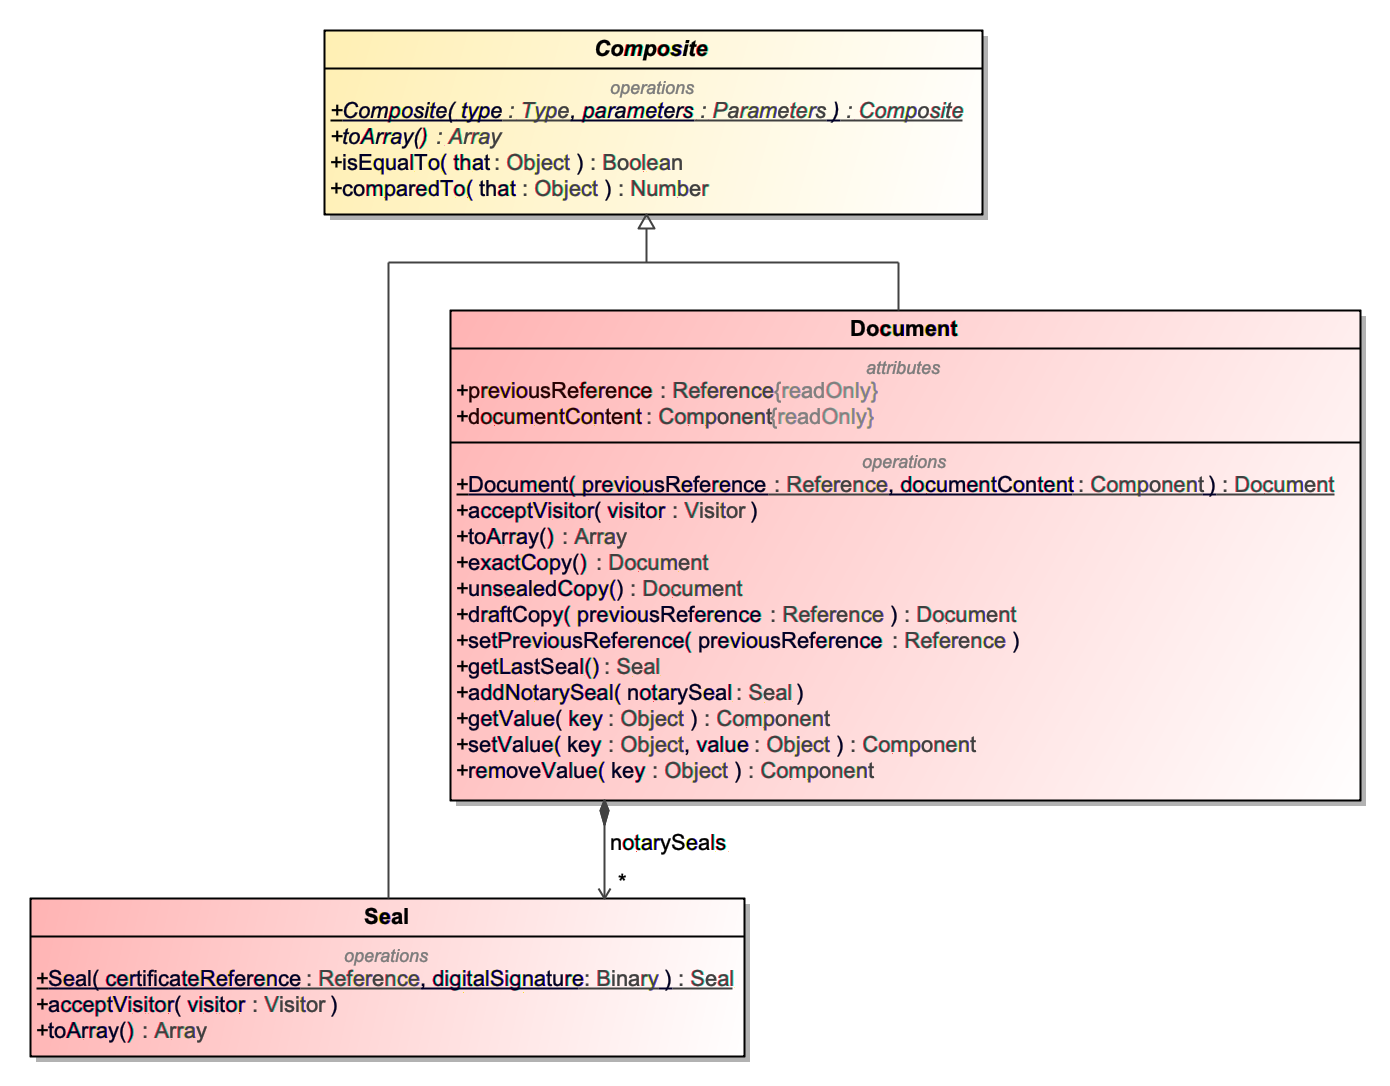 Composite
operations
+Composite( type : Type, parameters : Parameters ) : Composite
+toArray() : Array
+isEqualTo( that : Object ) : Boolean
+comparedTo( that : Object ) : Number
Document
attributes
+previousReference : Reference{readOnly}
+documentContent : Component{readOnly}
operations
+Document( previousReference : Reference, documentContent : Component ) : Document
+acceptVisitor( visitor : Visitor )
+toArray() : Array
+exactCopy() : Document
+unsealedCopy() : Document
+draftCopy( previousReference : Reference ) : Document
+setPreviousReference( previousReference : Reference )
+getLastSeal() : Seal
+addNotarySeal( notarySeal : Seal )
+getValue( key : Object ) : Component
+setValue( key : Object, value : Object ) : Component
+removeValue( key : Object ) : Component
notarySeals
*
Seal
operations
+Seal( certificateReference : Reference, digitalSignature: Binary ) : Seal
+acceptVisitor( visitor : Visitor )
+toArray() : Array